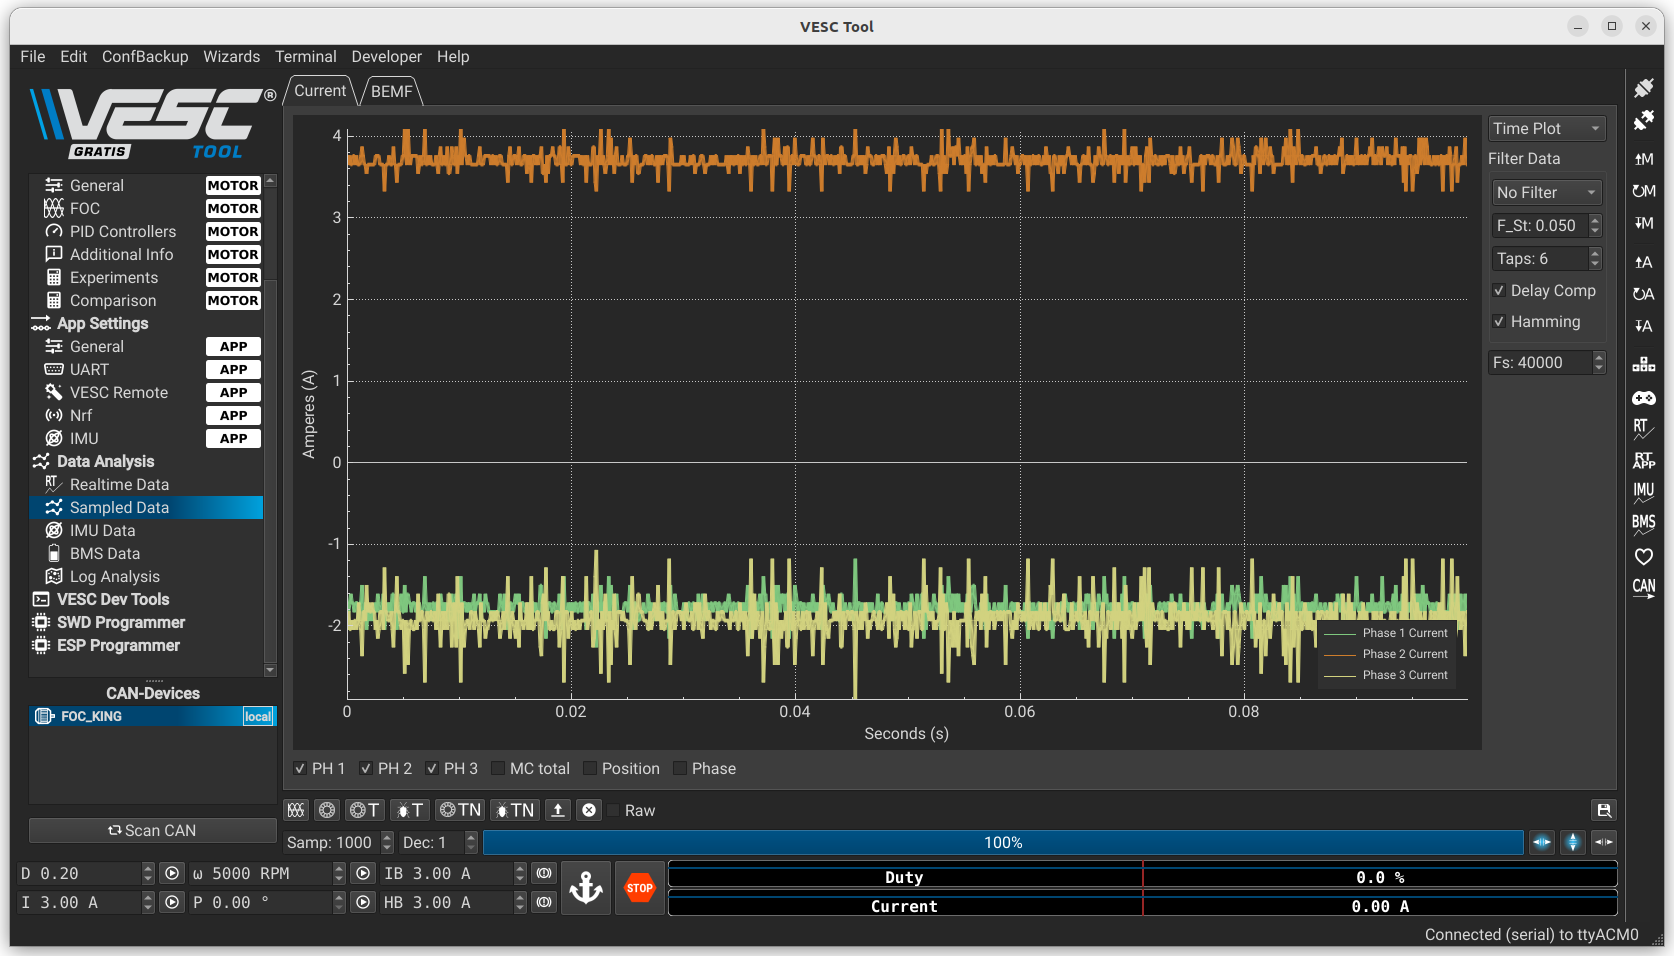 VESC Tool
File Edit ConfBackup Wizards Terminal Developer Help
VESC®
GRATIS TOOL
General MOTOR
FOC MOTOR
PID Controllers MOTOR
Additional Info MOTOR
Experiments MOTOR
Comparison MOTOR
App Settings
General APP
UART APP
VESC Remote APP
Nrf APP
IMU APP
Data Analysis
RT Realtime Data
Sampled Data
IMU Data
BMS Data
Log Analysis
VESC Dev Tools
SWD Programmer
ESP Programmer
CAN-Devices
FOC_KING local
Scan CAN
Current BEMF
4
3
2
1
0
-1
-2
Amperes (A)
0 0.02 0.04 0.06 0.08
Seconds (s)
Phase 1 Current
Phase 2 Current
Phase 3 Current
Time Plot
Filter Data
No Filter
F_St: 0.050
Taps: 6
Delay Comp
Hamming
Fs: 40000
M
M
M
A
A
A
RT
RT
APP
IMU
BMS
CAN
PH 1 PH 2 PH 3 MC total Position Phase
T T TN TN Raw
Samp: 1000 Dec: 1 100%
D 0.20 ω 5000 RPM IB 3.00 A
I 3.00 A P 0.00 ° HB 3.00 A
STOP
Duty 0.0 %
Current 0.00 A
Connected (serial) to ttyACM0